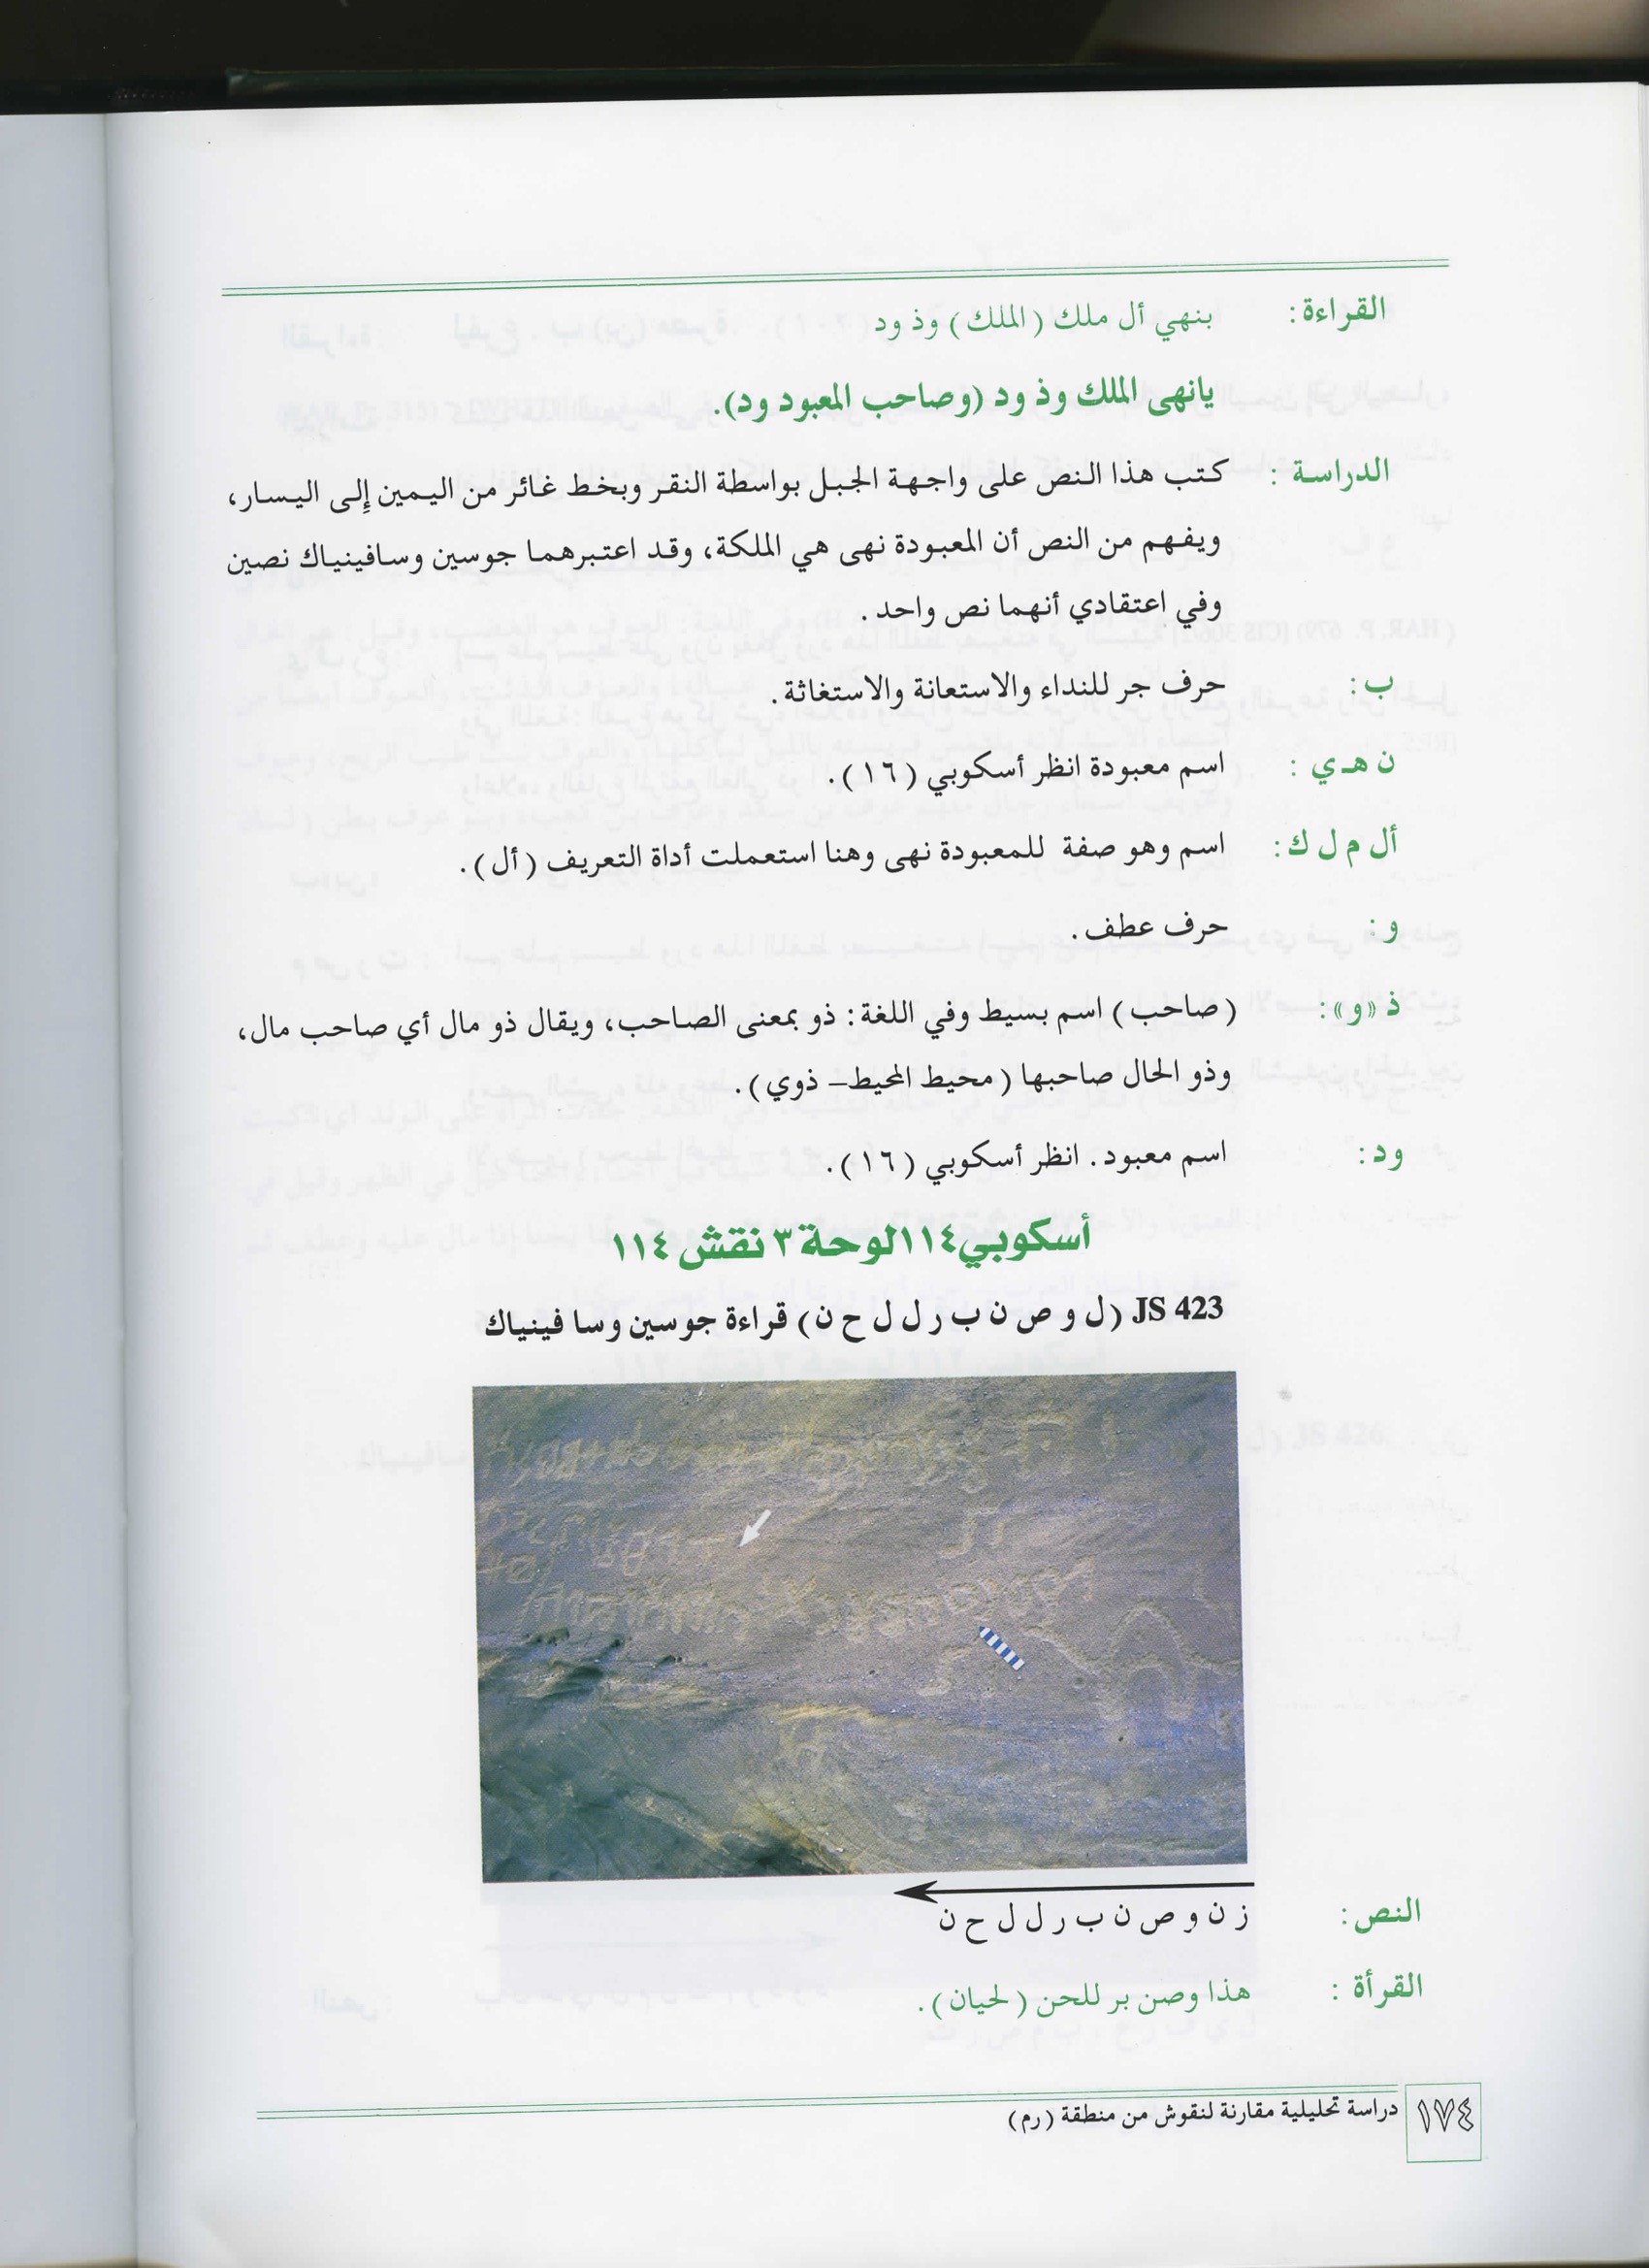 القراءة: بنهي أل ملك (الملك) وذ ود
يانهى الملك وذ ود (وصاحب المعبود ود).
الدراسة : كتب هذا النص على واجهة الجبل بواسطة النقر وبخط غائر من اليمين إلى اليسار،
ويفهم من النص أن المعبودة نهى هي الملكة، وقد اعتبرهما جوسين وسافينياك نصين
وفي اعتقادي أنهما نص واحد .
ب: حرف جر للنداء والاستعانة والاستغاثة.
ن هـ ي : اسم معبودة انظر أسكوبي (١٦).
أل م ل ك: اسم وهو صفة للمعبودة نهى وهنا استعملت أداة التعريف (أل).
و: حرف عطف.
ذ «و»: (صاحب) اسم بسيط وفي اللغة: ذو بمعنى الصاحب، ويقال ذو مال أي صاحب مال،
وذو الحال صاحبها (محيط المحيط– ذوي).
ود: اسم معبود. انظر أسكوبي (١٦).
أسكوبي١١٤لوحة٣ نقش١١٤
JS 423 (ل و ص ن ب ر ل ل ح ن) قراءة جوسين وسا فينياك
النص: ز ن و ص ن ب ر ل ل ح ن
القرأة : هذا وصن بر للحن (لحيان).
١٧٤ دراسة تحليلية مقارنة لنقوش من منطقة (رم)